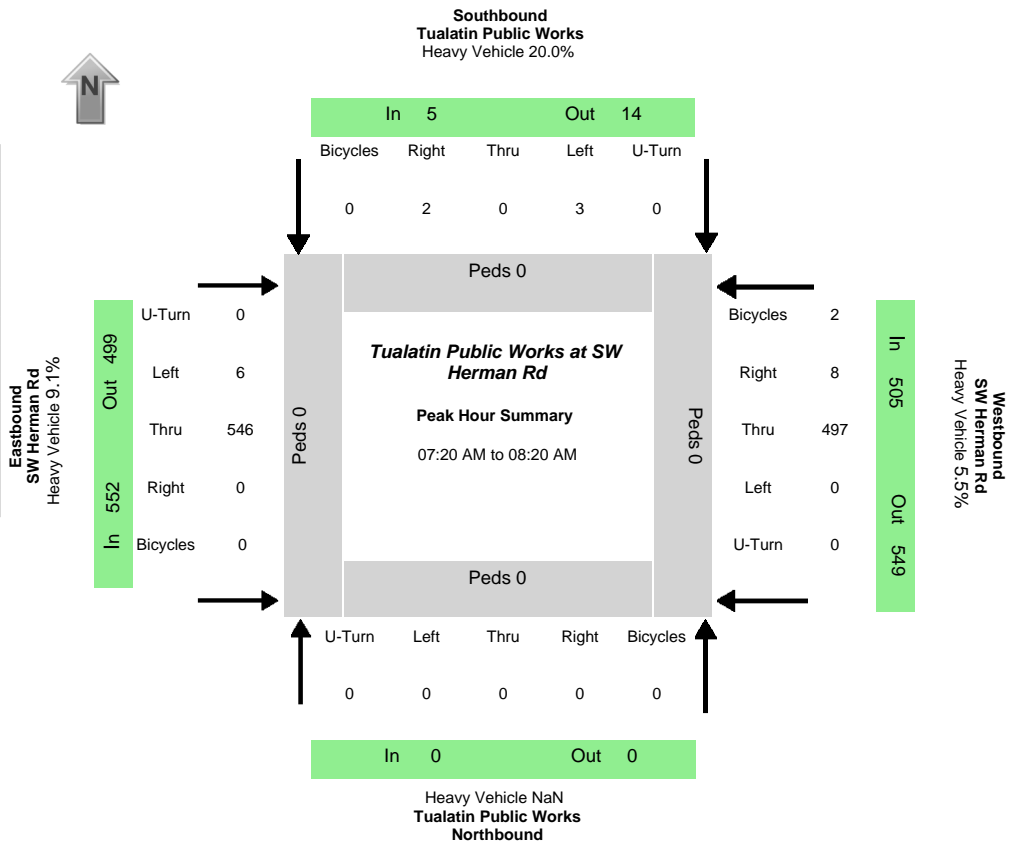 Southbound
Tualatin Public Works
Heavy Vehicle 20.0%
N
In 5 Out 14
Bicycles Right Thru Left U-Turn
0 2 0 3 0
Peds 0
Eastbound
SW Herman Rd
Heavy Vehicle 9.1%
Out 499
In 552
U-Turn 0
Left 6
Thru 546
Right 0
Bicycles 0
Peds 0
Tualatin Public Works at SW
Herman Rd
Peak Hour Summary
07:20 AM to 08:20 AM
Peds 0
Bicycles 2
Right 8
Thru 497
Left 0
U-Turn 0
In 505
Out 549
Westbound
SW Herman Rd
Heavy Vehicle 5.5%
Peds 0
U-Turn Left Thru Right Bicycles
0 0 0 0 0
In 0 Out 0
Heavy Vehicle NaN
Tualatin Public Works
Northbound